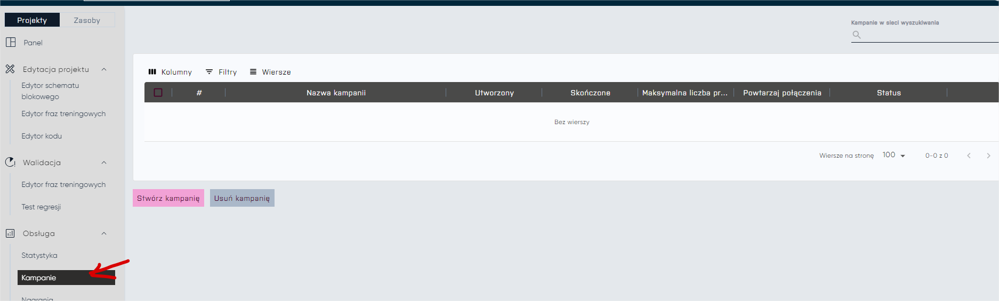 Projekty Zasoby
Kampanie w sieci wyszukiwania
Panel
Edytacja projektu
Edytor schematu
blokowego
Edytor fraz treningowych
Edytor kodu
Walidacja
Edytor fraz treningowych
Test regresji
Obsługa
Statystyka
Kampanie
Nagrania
Kolumny Filtry Wiersze
# Nazwa kampanii Utworzony Skończone Maksymalna liczba pr... Powtarzaj połączenia Status
Bez wierszy
Wiersze na stronę 100 0-0 z 0
Stwórz kampanię Usuń kampanię